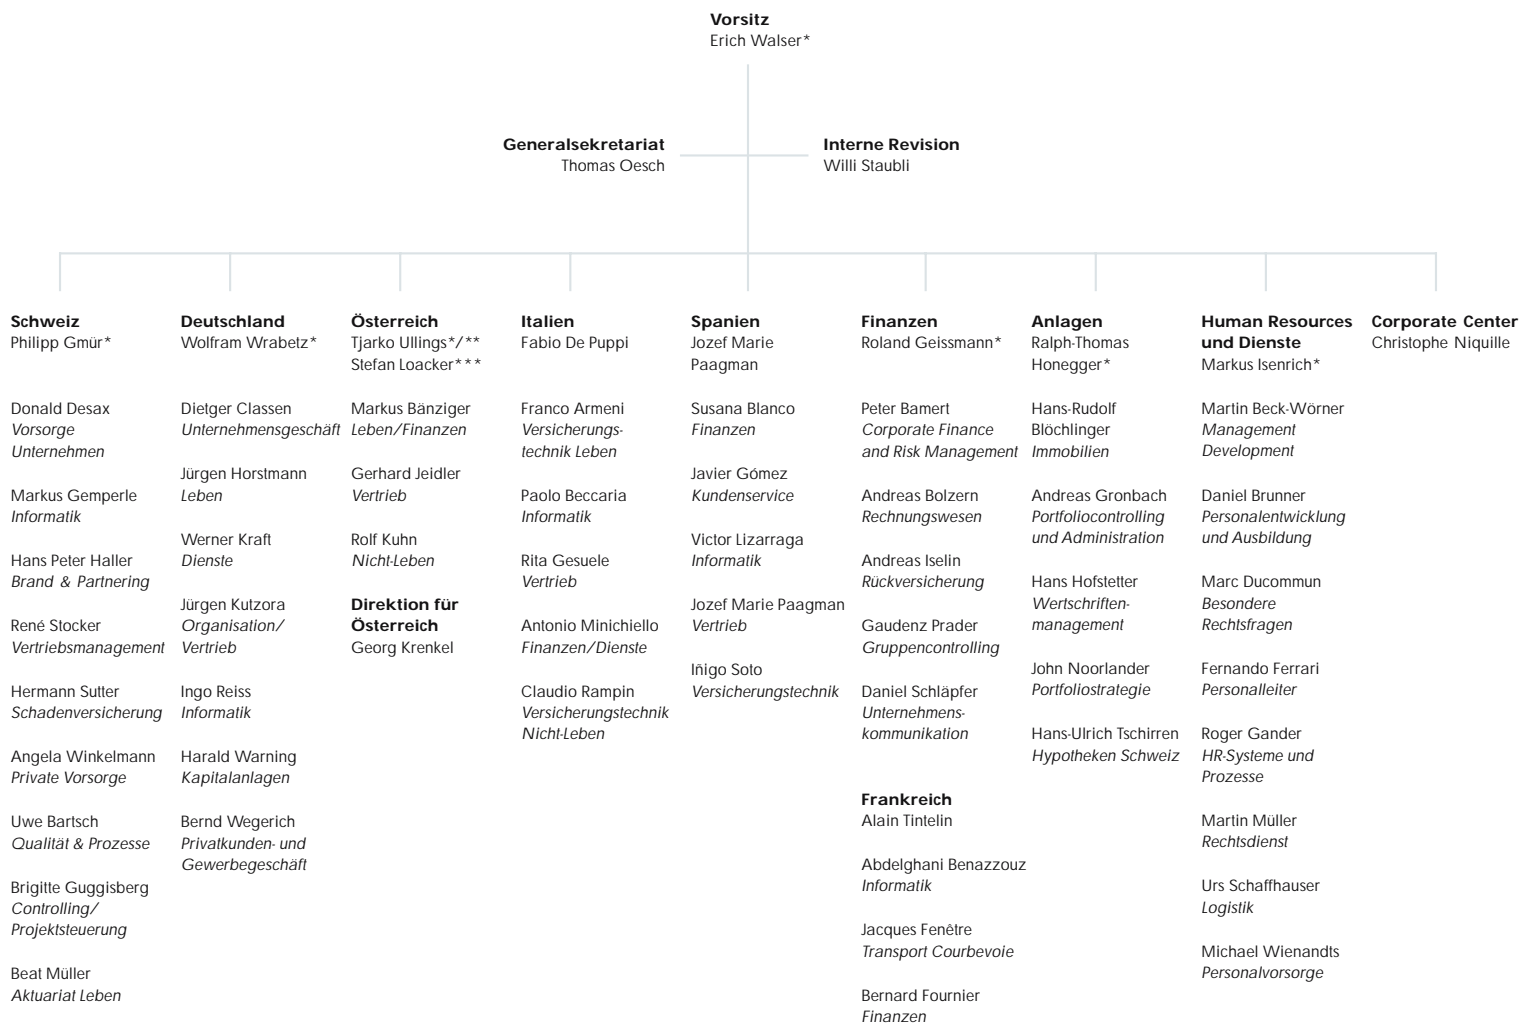 Vorsitz
Erich Walser*
Generalsekretariat
Thomas Oesch
Interne Revision
Willi Staubli
Schweiz
Philipp Gmür*
Donald Desax
Vorsorge
Unternehmen
Markus Gemperle
Informatik
Hans Peter Haller
Brand & Partnering
René Stocker
Vertriebsmanagement
Hermann Sutter
Schadenversicherung
Angela Winkelmann
Private Vorsorge
Uwe Bartsch
Qualität & Prozesse
Brigitte Guggisberg
Controlling/
Projektsteuerung
Beat Müller
Aktuariat Leben
Deutschland
Wolfram Wrabetz*
Dietger Classen
Unternehmensgeschäft
Jürgen Horstmann
Leben
Werner Kraft
Dienste
Jürgen Kutzora
Organisation/
Vertrieb
Ingo Reiss
Informatik
Harald Warning
Kapitalanlagen
Bernd Wegerich
Privatkunden- und
Gewerbegeschäft
Österreich
Tjarko Ullings*/**
Stefan Loacker***
Markus Bänziger
Leben/Finanzen
Gerhard Jeidler
Vertrieb
Rolf Kuhn
Nicht-Leben
Direktion für
Österreich
Georg Krenkel
Italien
Fabio De Puppi
Franco Armeni
Versicherungs-
technik Leben
Paolo Beccaria
Informatik
Rita Gesuele
Vertrieb
Antonio Minichiello
Finanzen/Dienste
Claudio Rampin
Versicherungstechnik
Nicht-Leben
Spanien
Jozef Marie
Paagman
Susana Blanco
Finanzen
Javier Gómez
Kundenservice
Victor Lizarraga
Informatik
Jozef Marie Paagman
Vertrieb
Iñigo Soto
Versicherungstechnik
Finanzen
Roland Geissmann*
Peter Bamert
Corporate Finance
and Risk Management
Andreas Bolzern
Rechnungswesen
Andreas Iselin
Rückversicherung
Gaudenz Prader
Gruppencontrolling
Daniel Schläpfer
Unternehmens-
kommunikation
Frankreich
Alain Tintelin
Abdelghani Benazzouz
Informatik
Jacques Fenêtre
Transport Courbevoie
Bernard Fournier
Finanzen
Anlagen
Ralph-Thomas
Honegger*
Hans-Rudolf
Blöchlinger
Immobilien
Andreas Gronbach
Portfoliocontrolling
und Administration
Hans Hofstetter
Wertschriften-
management
John Noorlander
Portfoliostrategie
Hans-Ulrich Tschirren
Hypotheken Schweiz
Human Resources
und Dienste
Markus Isenrich*
Martin Beck-Wörner
Management
Development
Daniel Brunner
Personalentwicklung
und Ausbildung
Marc Ducommun
Besondere
Rechtsfragen
Fernando Ferrari
Personalleiter
Roger Gander
HR-Systeme und
Prozesse
Martin Müller
Rechtsdienst
Urs Schaffhauser
Logistik
Michael Wienandts
Personalvorsorge
Corporate Center
Christophe Niquille